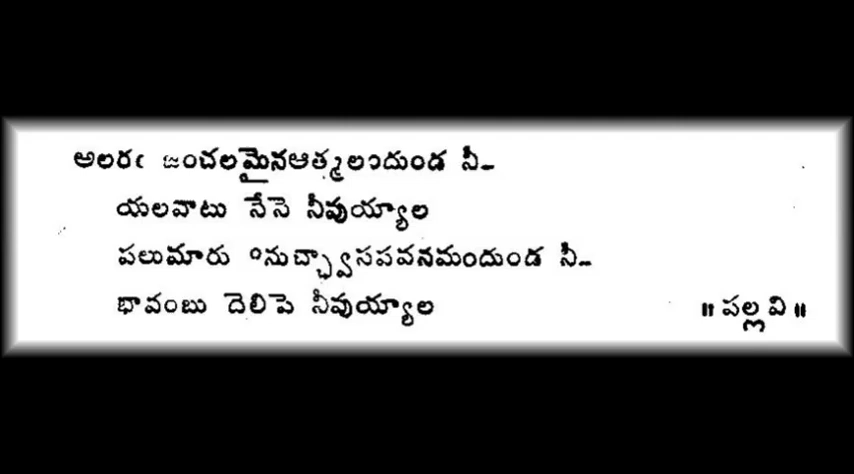 అలరఁ జంచలమైనఆత్మలందుండ నీ-
యలవాటు సేసె నీవుయ్యాల
పలుమారు నుచ్ఛ్వాసపవనమందుండ నీ-
భావంబు దెలిపె నీవుయ్యాల ॥ పల్లవి ॥